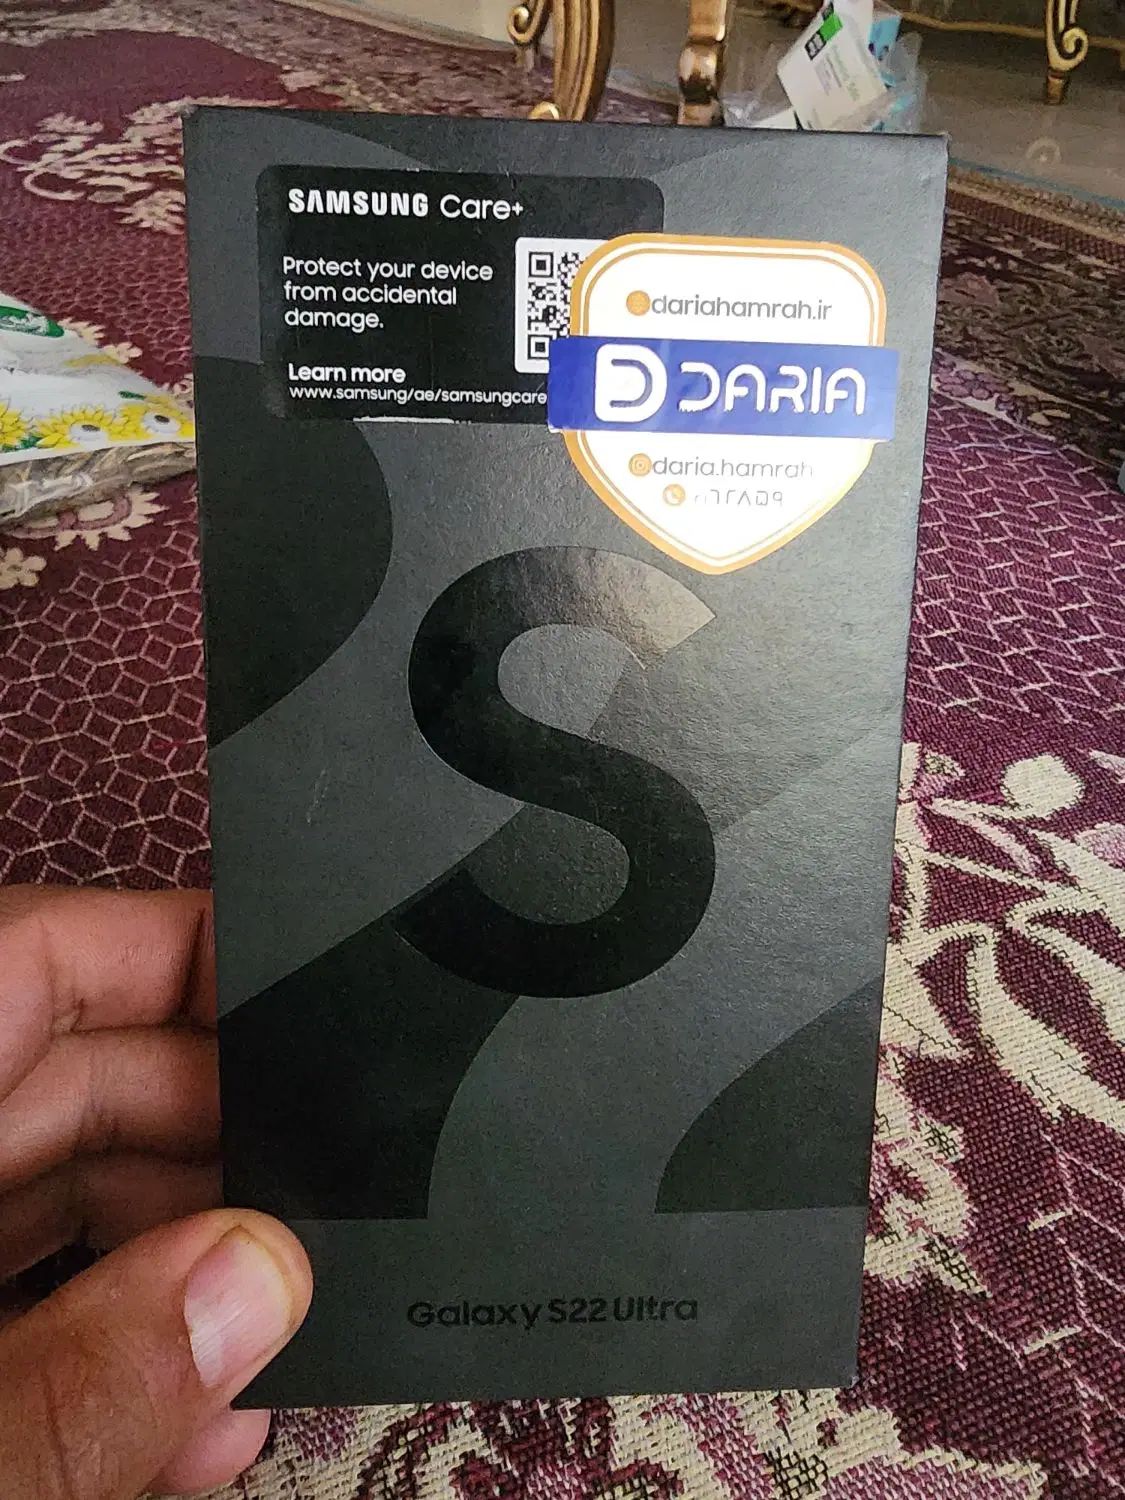 SAMSUNG Care+
Protect your device
from accidental
damage.
Learn more
www.samsung/ae/samsungcare
dariahamrah.ir
DARIA
daria.hamrah
S
Galaxy S22 Ultra